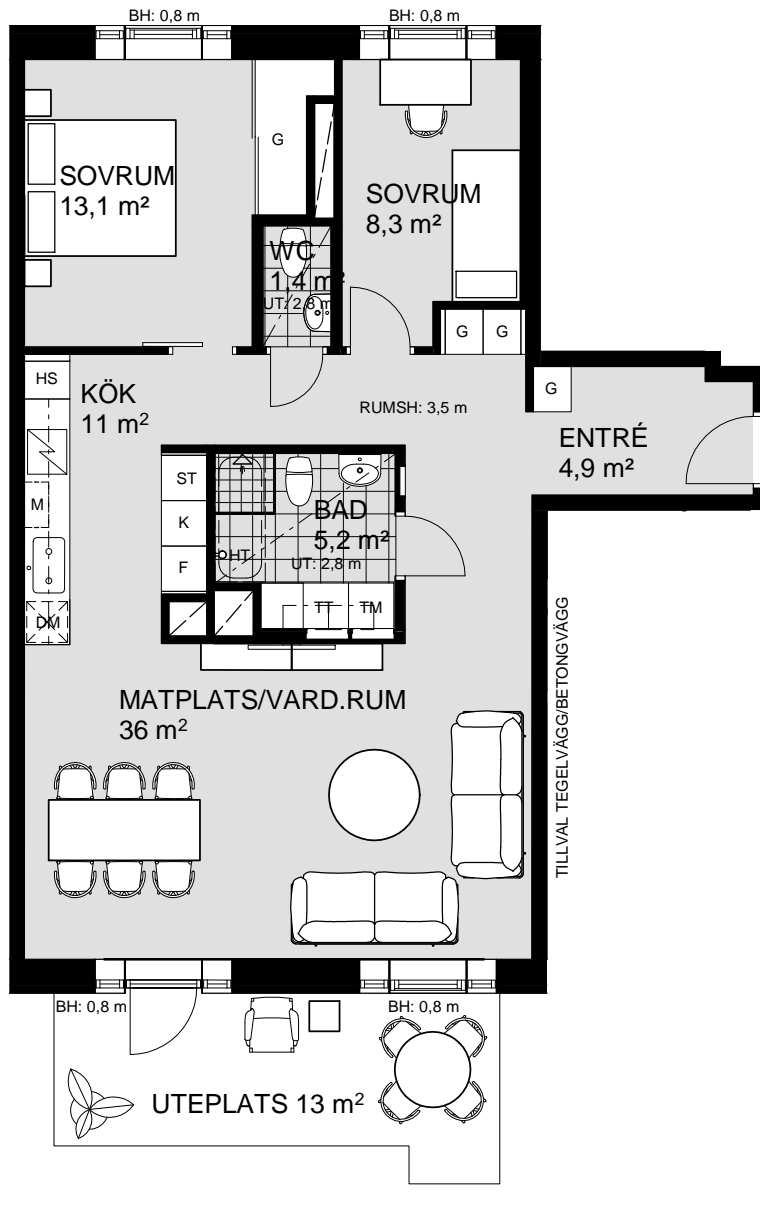 BH: 0,8 m
BH: 0,8 m
G
SOVRUM
13,1 m²
SOVRUM
8,3 m²
WC
1,4 m²
UT: 2,8 m
G
G
HS
KÖK
11 m²
RUMSH: 3,5 m
G
ENTRÉ
4,9 m²
ST
M
K
F
BAD
5,2 m²
HT
UT: 2,8 m
DM
TT
TM
TILLVAL TEGELVÄGG/BETONGVÄGG
MATPLATS/VARD.RUM
36 m²
BH: 0,8 m
BH: 0,8 m
UTEPLATS 13 m²